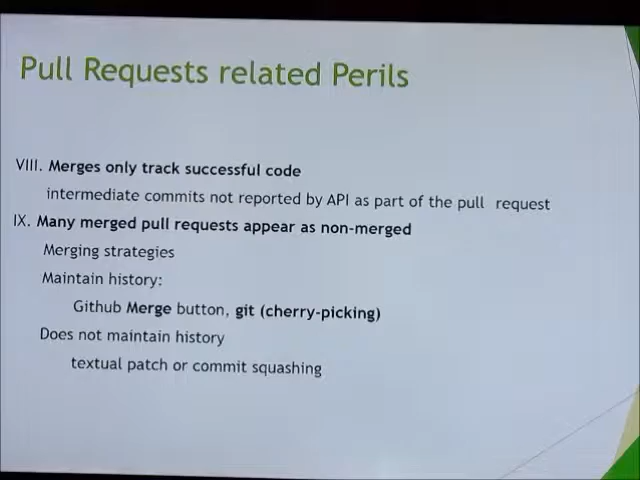 Pull Requests related Perils
VIII. Merges only track successful code
intermediate commits not reported by API as part of the pull request
IX. Many merged pull requests appear as non-merged
Merging strategies
Maintain history:
Github Merge button, git (cherry-picking)
Does not maintain history
textual patch or commit squashing